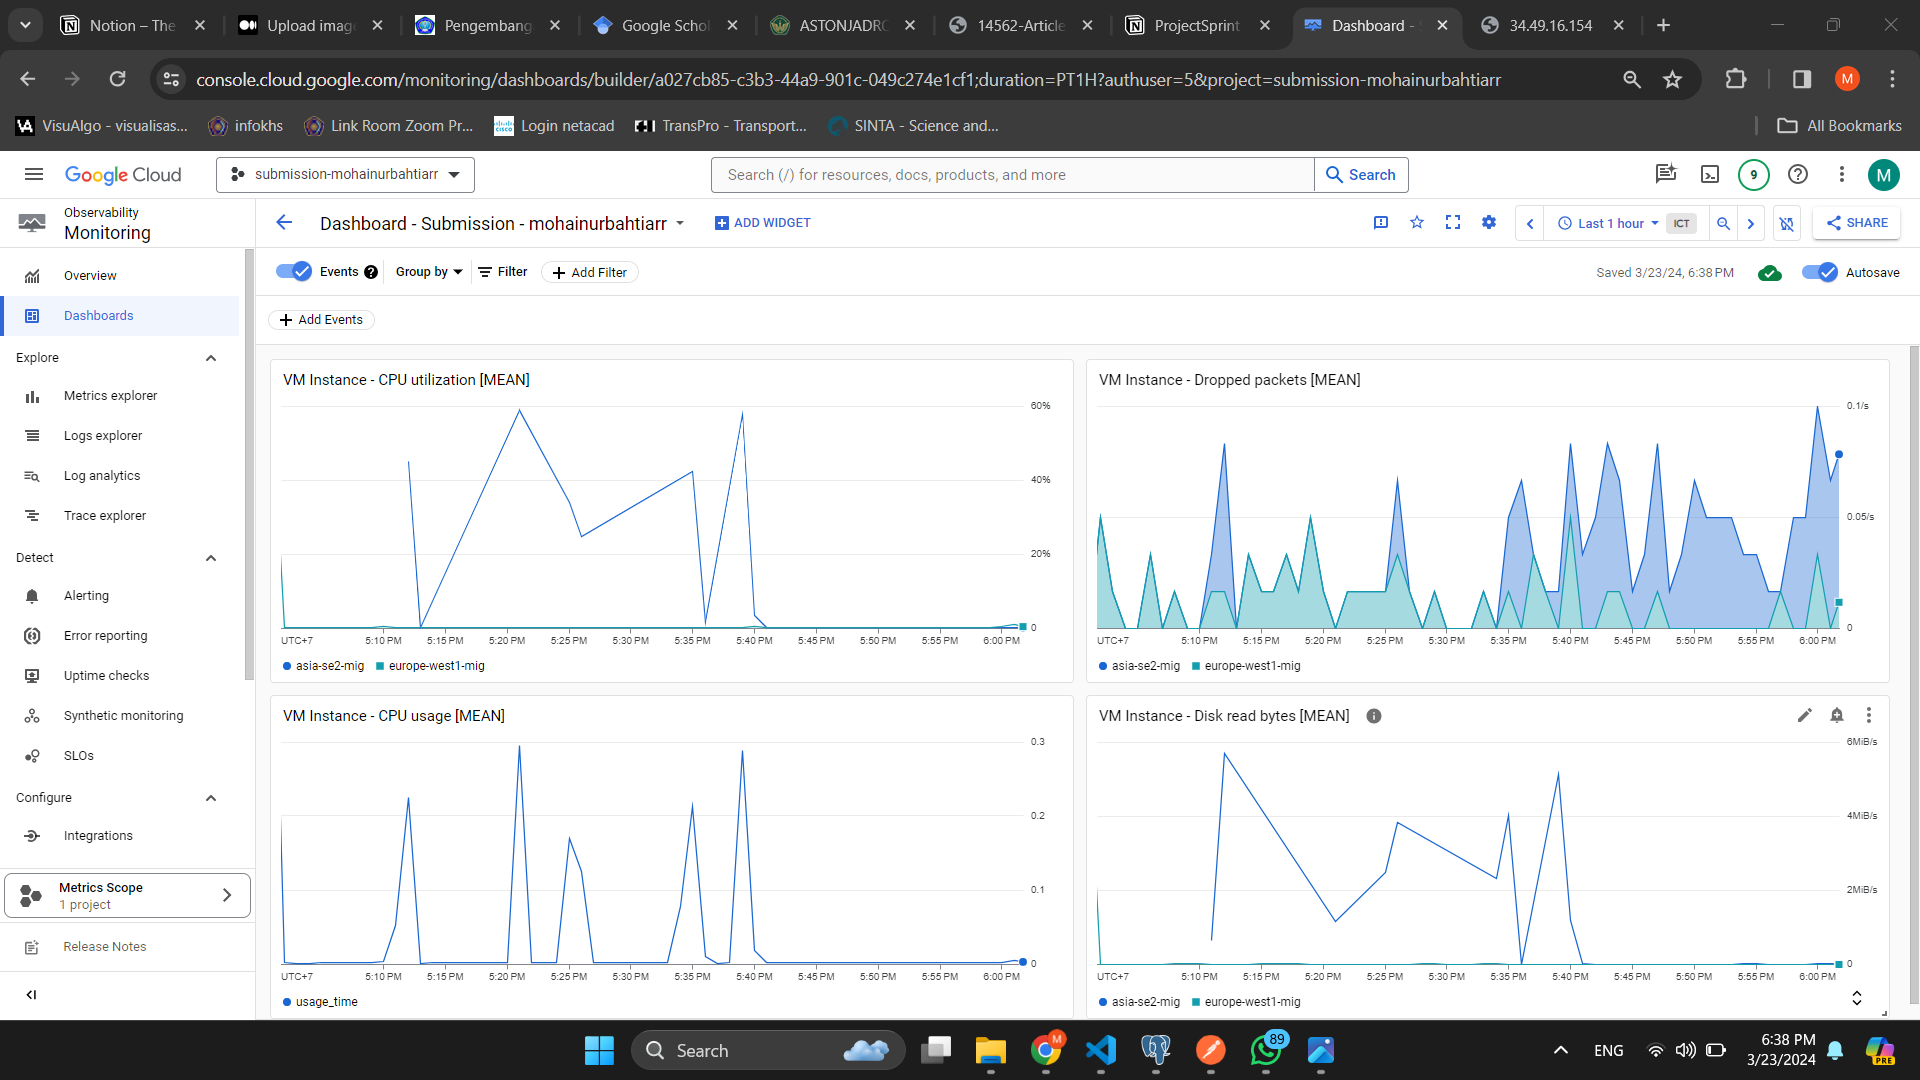 Notion – The
Upload imag
Pengembang
Google Schol
ASTONJADRO
14562-Article
ProjectSprint
Dashboard - S
34.49.16.154
console.cloud.google.com/monitoring/dashboards/builder/a027cb85-c3b3-44a9-901c-049c274e1cf1;duration=PT1H?authuser=5&project=submission-mohainurbahtiarr
M
VisuAlgo - visualisas...
infokhs
Link Room Zoom Pr...
Login netacad
TransPro - Transport...
SINTA - Science and...
All Bookmarks
Google Cloud
submission-mohainurbahtiarr
Search (/) for resources, docs, products, and more
Search
9
M
Observability
Monitoring
Dashboard - Submission - mohainurbahtiarr
ADD WIDGET
Last 1 hour
ICT
SHARE
Overview
Dashboards
Explore
Metrics explorer
Logs explorer
Log analytics
Trace explorer
Detect
Alerting
Error reporting
Uptime checks
Synthetic monitoring
SLOs
Configure
Integrations
Metrics Scope
1 project
Release Notes
Events
Group by
Filter
Add Filter
Saved 3/23/24, 6:38 PM
Autosave
Add Events
VM Instance - CPU utilization [MEAN]
60%
40%
20%
0
UTC+7 5:10 PM 5:15 PM 5:20 PM 5:25 PM 5:30 PM 5:35 PM 5:40 PM 5:45 PM 5:50 PM 5:55 PM 6:00 PM
asia-se2-mig europe-west1-mig
VM Instance - Dropped packets [MEAN]
0.1/s
0.05/s
0
UTC+7 5:10 PM 5:15 PM 5:20 PM 5:25 PM 5:30 PM 5:35 PM 5:40 PM 5:45 PM 5:50 PM 5:55 PM 6:00 PM
asia-se2-mig europe-west1-mig
VM Instance - CPU usage [MEAN]
0.3
0.2
0.1
0
UTC+7 5:10 PM 5:15 PM 5:20 PM 5:25 PM 5:30 PM 5:35 PM 5:40 PM 5:45 PM 5:50 PM 5:55 PM 6:00 PM
usage_time
VM Instance - Disk read bytes [MEAN]
6MiB/s
4MiB/s
2MiB/s
0
UTC+7 5:10 PM 5:15 PM 5:20 PM 5:25 PM 5:30 PM 5:35 PM 5:40 PM 5:45 PM 5:50 PM 5:55 PM 6:00 PM
asia-se2-mig europe-west1-mig
Search
M
89
ENG
6:38 PM
3/23/2024
PRE